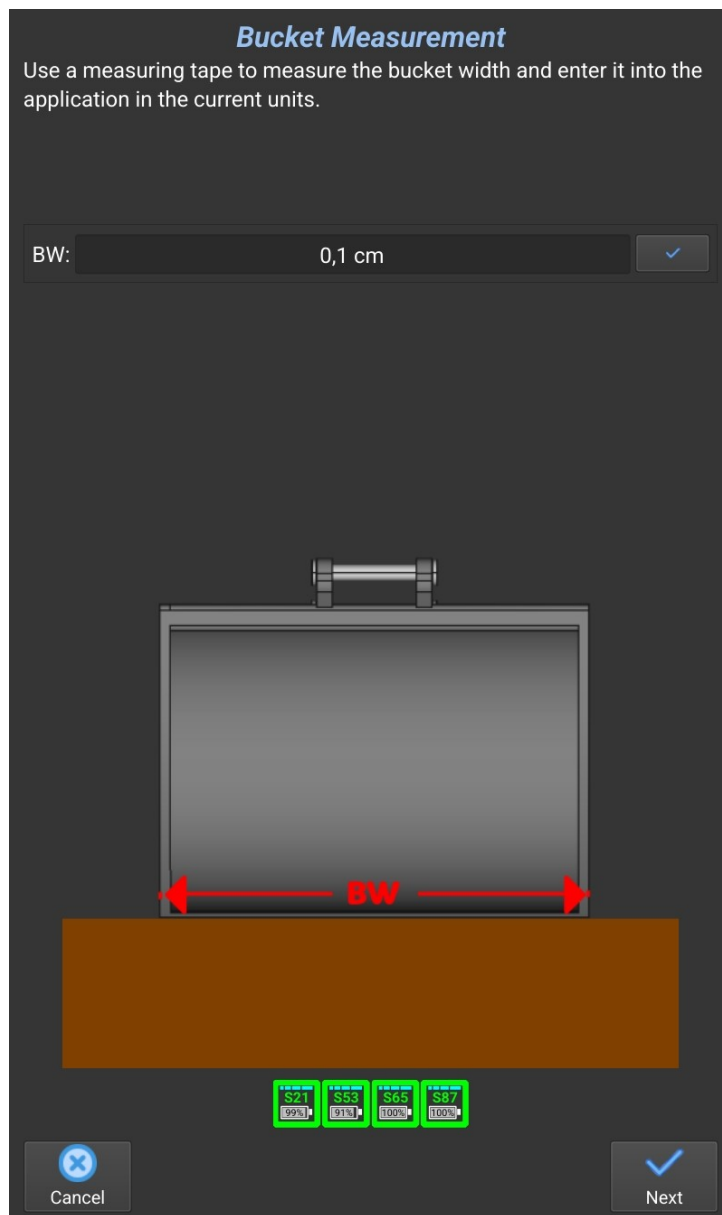 Bucket Measurement
Use a measuring tape to measure the bucket width and enter it into the
application in the current units.
BW: 0,1 cm
BW
S21 S53 S65 S87
99% 91% 100% 100%
Cancel Next